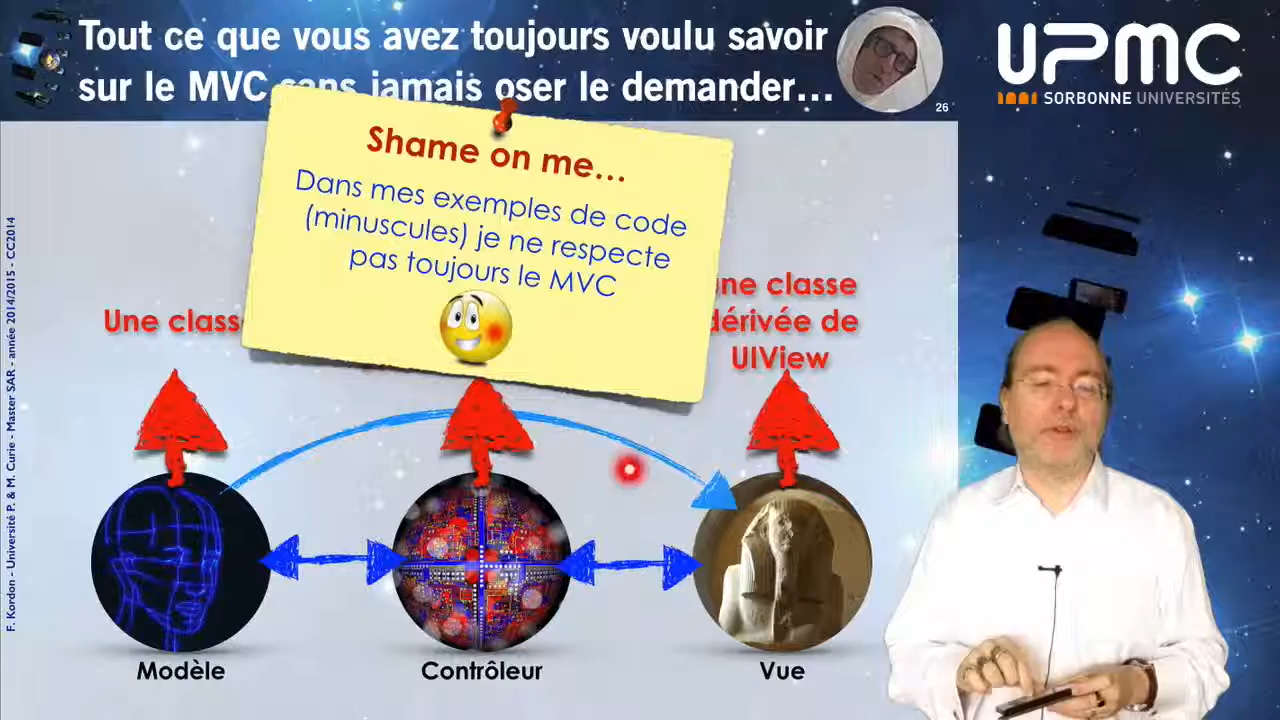 Tout ce que vous avez toujours voulu savoir
sur le MVC sans jamais oser le demander...
26
UPMC
SORBONNE UNIVERSITÉS
Shame on me...
Dans mes exemples de code
(minuscules) je ne respecte
pas toujours le MVC
Une class
une classe
dérivée de
UIView
Modèle
Contrôleur
Vue
F. Kordon - Université P. & M. Curie - Master SAR - année 2014/2015 - CC2014